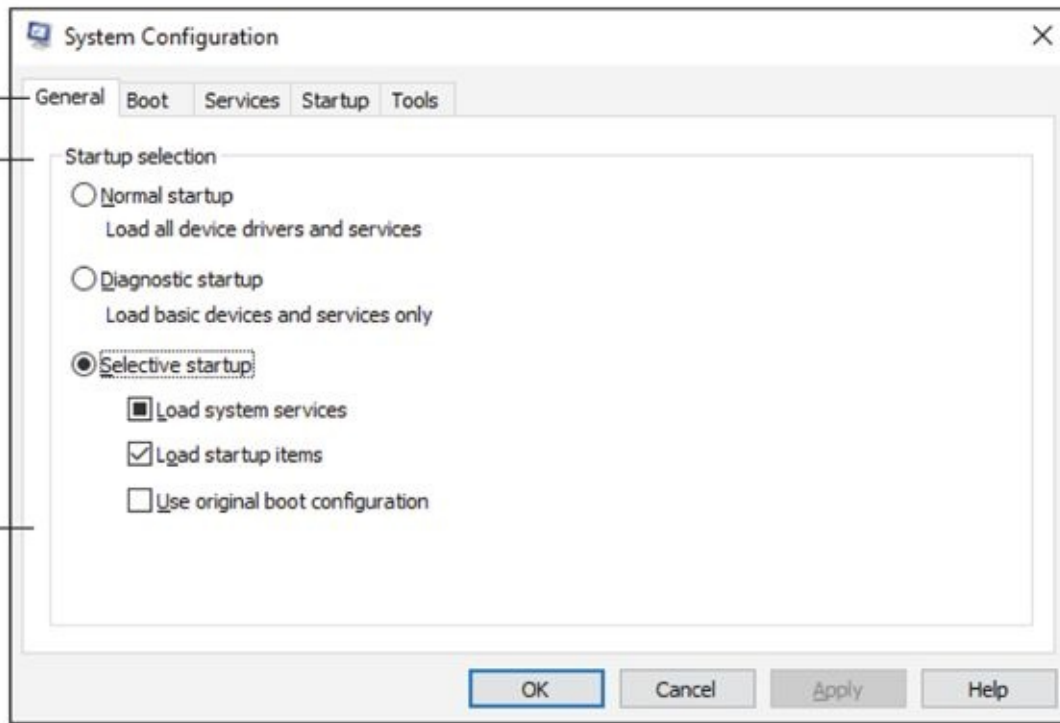 System Configuration
General Boot Services Startup Tools
Startup selection
Normal startup
Load all device drivers and services
Diagnostic startup
Load basic devices and services only
Selective startup
Load system services
Load startup items
Use original boot configuration
OK Cancel Apply Help